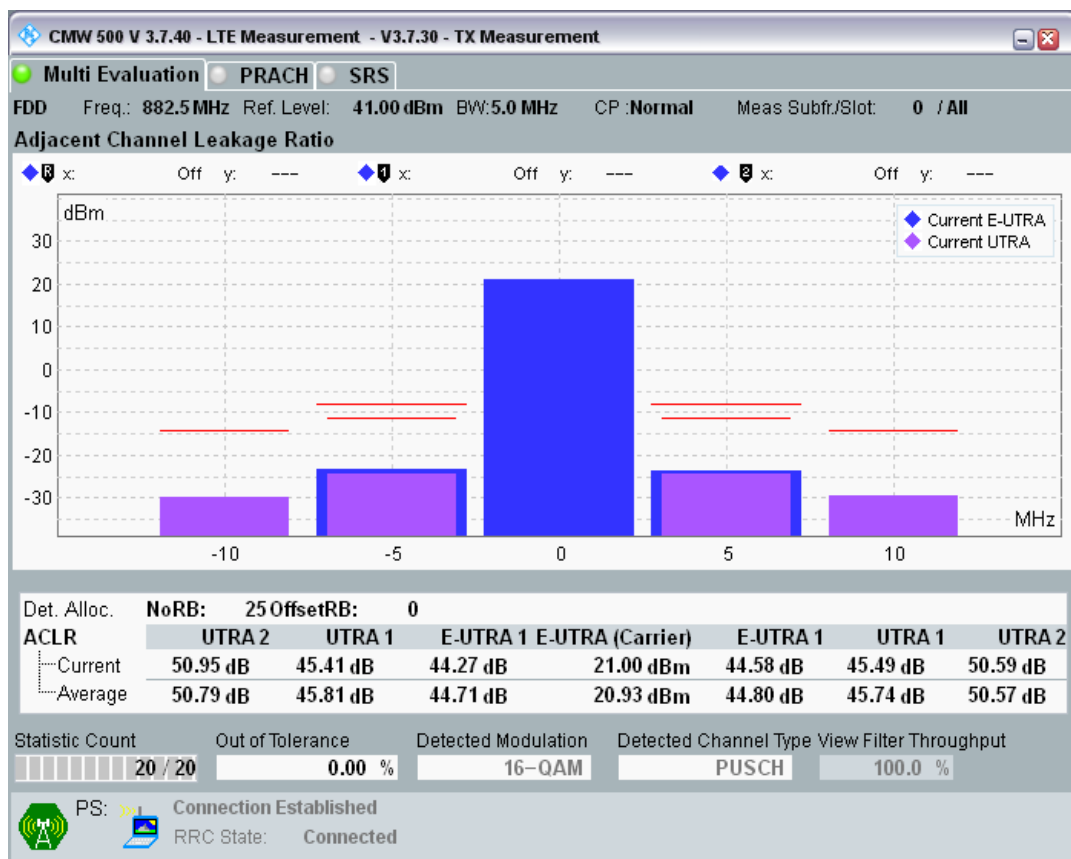 CMW 500 V 3.7.40 - LTE Measurement - V3.7.30 - TX Measurement
Multi Evaluation PRACH SRS
FDD Freq.: 882.5 MHz Ref. Level: 41.00 dBm BW:5.0 MHz CP :Normal Meas Subfr./Slot: 0 / All
Adjacent Channel Leakage Ratio
R x: Off y: --- 1 x: Off y: --- 2 x: Off y: ---
dBm
Current E-UTRA
Current UTRA
30
20
10
0
-10
-20
-30
MHz
-10 -5 0 5 10
Det. Alloc. NoRB: 25 OffsetRB: 0
ACLR UTRA 2 UTRA 1 E-UTRA 1 E-UTRA (Carrier) E-UTRA 1 UTRA 1 UTRA 2
Current 50.95 dB 45.41 dB 44.27 dB 21.00 dBm 44.58 dB 45.49 dB 50.59 dB
Average 50.79 dB 45.81 dB 44.71 dB 20.93 dBm 44.80 dB 45.74 dB 50.57 dB
Statistic Count Out of Tolerance Detected Modulation Detected Channel Type View Filter Throughput
20 / 20 0.00 % 16-QAM PUSCH 100.0 %
PS: Connection Established
RRC State: Connected